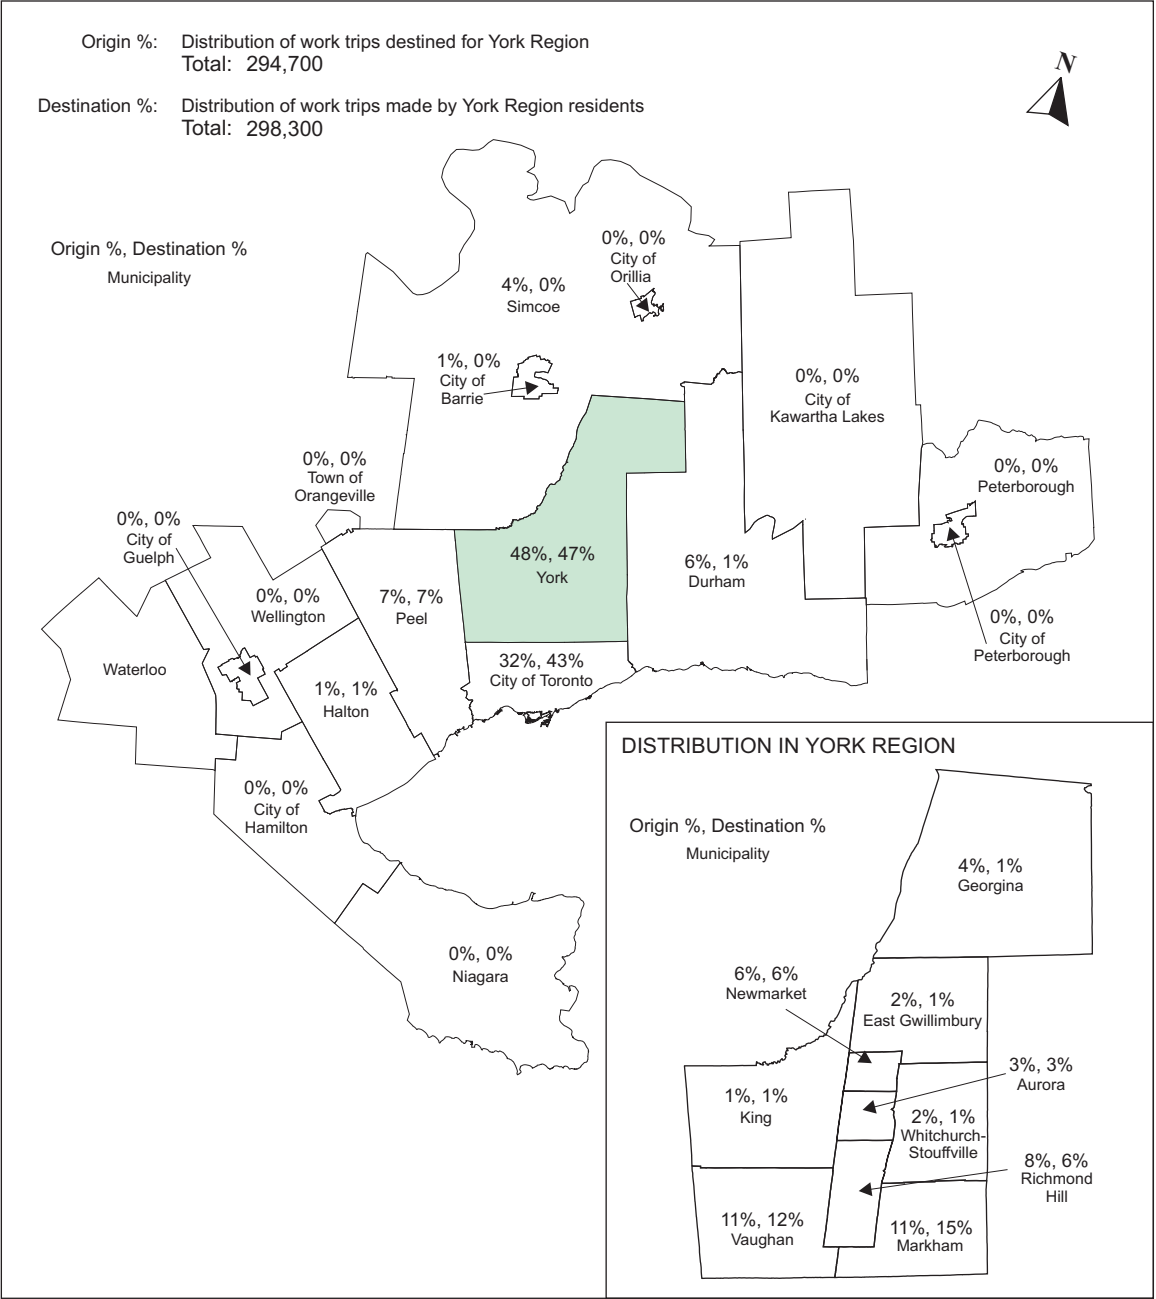 Origin %: Distribution of work trips destined for York Region
Total: 294,700
Destination %: Distribution of work trips made by York Region residents
Total: 298,300
N
Origin %, Destination %
Municipality
0%, 0%
City of
Orillia
4%, 0%
Simcoe
1%, 0%
City of
Barrie
0%, 0%
City of
Kawartha Lakes
0%, 0%
Town of
Orangeville
0%, 0%
Peterborough
0%, 0%
City of
Guelph
48%, 47%
York
6%, 1%
Durham
0%, 0%
Wellington
7%, 7%
Peel
0%, 0%
City of
Peterborough
Waterloo
32%, 43%
City of Toronto
1%, 1%
Halton
0%, 0%
City of
Hamilton
0%, 0%
Niagara
DISTRIBUTION IN YORK REGION
Origin %, Destination %
Municipality
4%, 1%
Georgina
6%, 6%
Newmarket
2%, 1%
East Gwillimbury
3%, 3%
Aurora
1%, 1%
King
2%, 1%
Whitchurch-
Stouffville
8%, 6%
Richmond
Hill
11%, 12%
Vaughan
11%, 15%
Markham